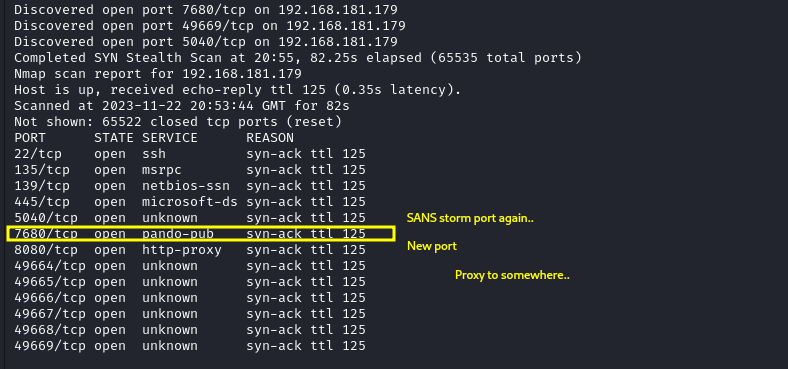 Discovered open port 7680/tcp on 192.168.181.179
Discovered open port 49669/tcp on 192.168.181.179
Discovered open port 5040/tcp on 192.168.181.179
Completed SYN Stealth Scan at 20:55, 82.25s elapsed (65535 total ports)
Nmap scan report for 192.168.181.179
Host is up, received echo-reply ttl 125 (0.35s latency).
Scanned at 2023-11-22 20:53:44 GMT for 82s
Not shown: 65522 closed tcp ports (reset)
PORT STATE SERVICE REASON
22/tcp open ssh syn-ack ttl 125
135/tcp open msrpc syn-ack ttl 125
139/tcp open netbios-ssn syn-ack ttl 125
445/tcp open microsoft-ds syn-ack ttl 125
5040/tcp open unknown syn-ack ttl 125 SANS storm port again..
7680/tcp open pando-pub syn-ack ttl 125
8080/tcp open http-proxy syn-ack ttl 125 New port
49664/tcp open unknown syn-ack ttl 125
49665/tcp open unknown syn-ack ttl 125 Proxy to somewhere..
49666/tcp open unknown syn-ack ttl 125
49667/tcp open unknown syn-ack ttl 125
49668/tcp open unknown syn-ack ttl 125
49669/tcp open unknown syn-ack ttl 125